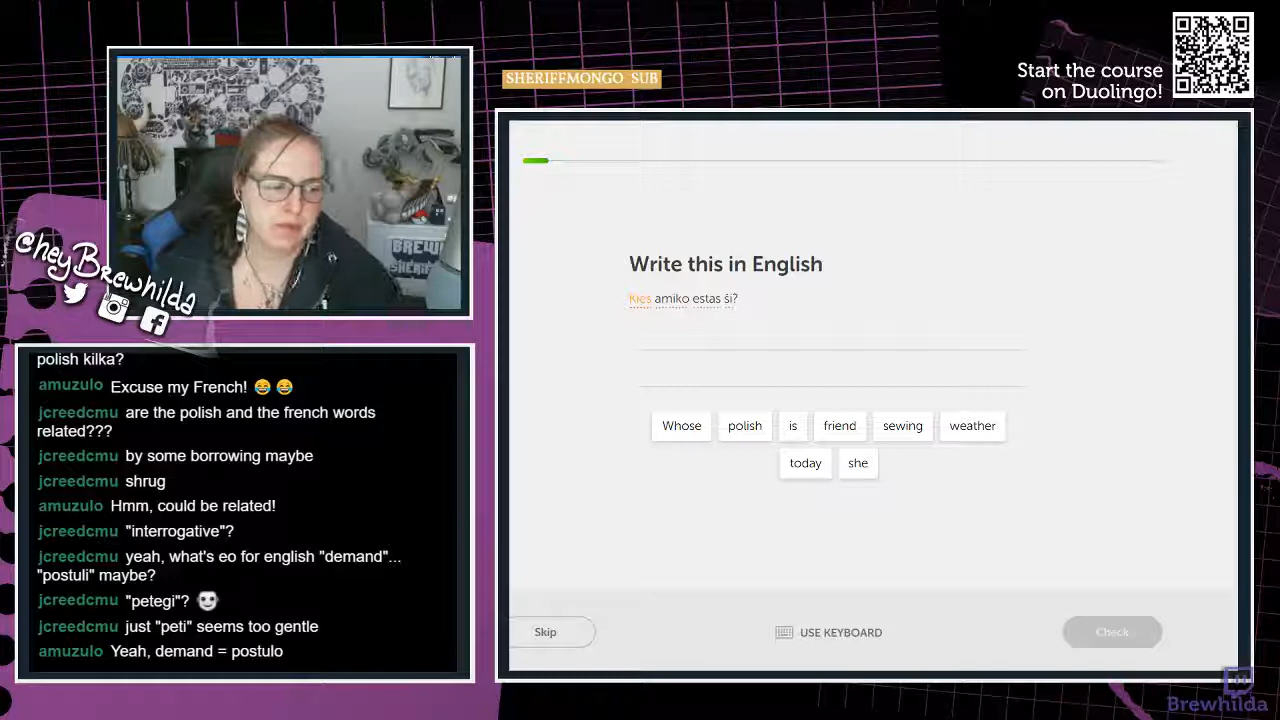 SHERIFFMONGO SUB
Start the course
on Duolingo!
@heyBrewhilda
BREWI
SHERIF
Write this in English
Kies amiko estas ŝi?
Whose polish is friend sewing weather
today she
Skip
USE KEYBOARD
Check
polish kilka?
amuzulo Excuse my French! 😂 😂
jcreedcmu are the polish and the french words
related???
jcreedcmu by some borrowing maybe
jcreedcmu shrug
amuzulo Hmm, could be related!
jcreedcmu "interrogative"?
jcreedcmu yeah, what's eo for english "demand"...
"postuli" maybe?
jcreedcmu "petegi"?
jcreedcmu just "peti" seems too gentle
amuzulo Yeah, demand = postulo
Brewhilda